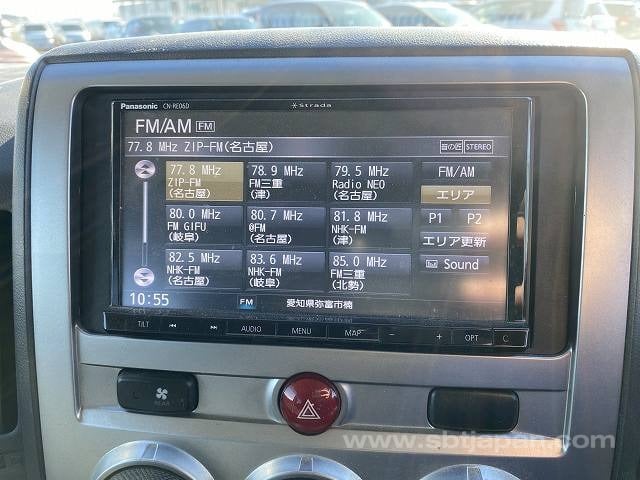 Panasonic CN-RE06D Strada
FM/AM FM
77.8 MHz ZIP-FM(名古屋) 音の匠 STEREO
77.8 MHz
ZIP-FM
(名古屋)
78.9 MHz
FM三重
(津)
79.5 MHz
Radio NEO
(名古屋)
FM/AM
エリア
80.0 MHz
FM GIFU
(岐阜)
80.7 MHz
@FM
(名古屋)
81.8 MHz
NHK-FM
(津)
P1 P2
エリア更新
82.5 MHz
NHK-FM
(名古屋)
83.6 MHz
NHK-FM
(岐阜)
85.0 MHz
FM三重
(北勢)
Sound
10:55 FM 愛知県弥富市楠
TILT AUDIO MENU MAP - + OPT C
REAR
www.sbtjapan.com